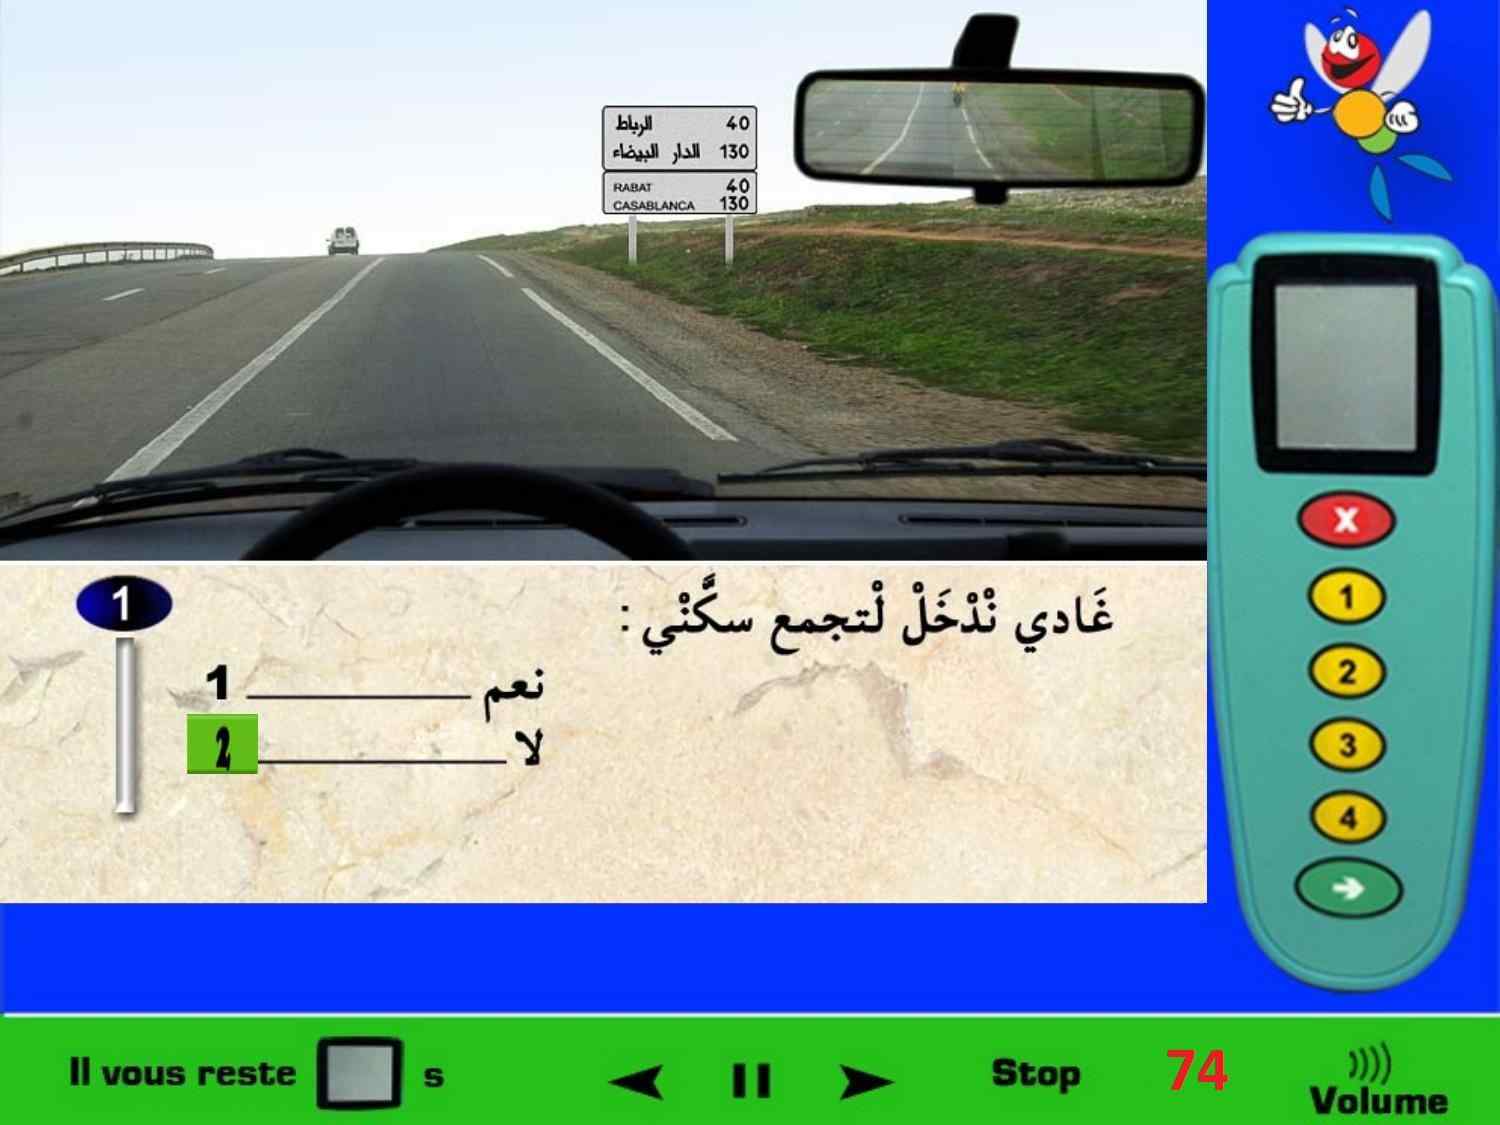 الرباط 40
الدار البيضاء 130
RABAT 40
CASABLANCA 130
1
غَادي نْدْخَلْ لْتجمع سكَّنْي :
1 نعم
2 لا
X
1
2
3
4
Il vous reste s
Stop
74
Volume